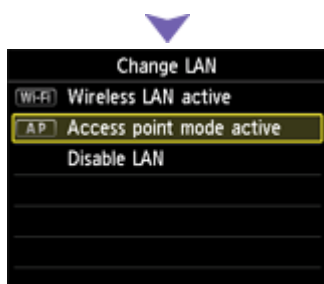 Change LAN
Wi-Fi Wireless LAN active
AP Access point mode active
Disable LAN